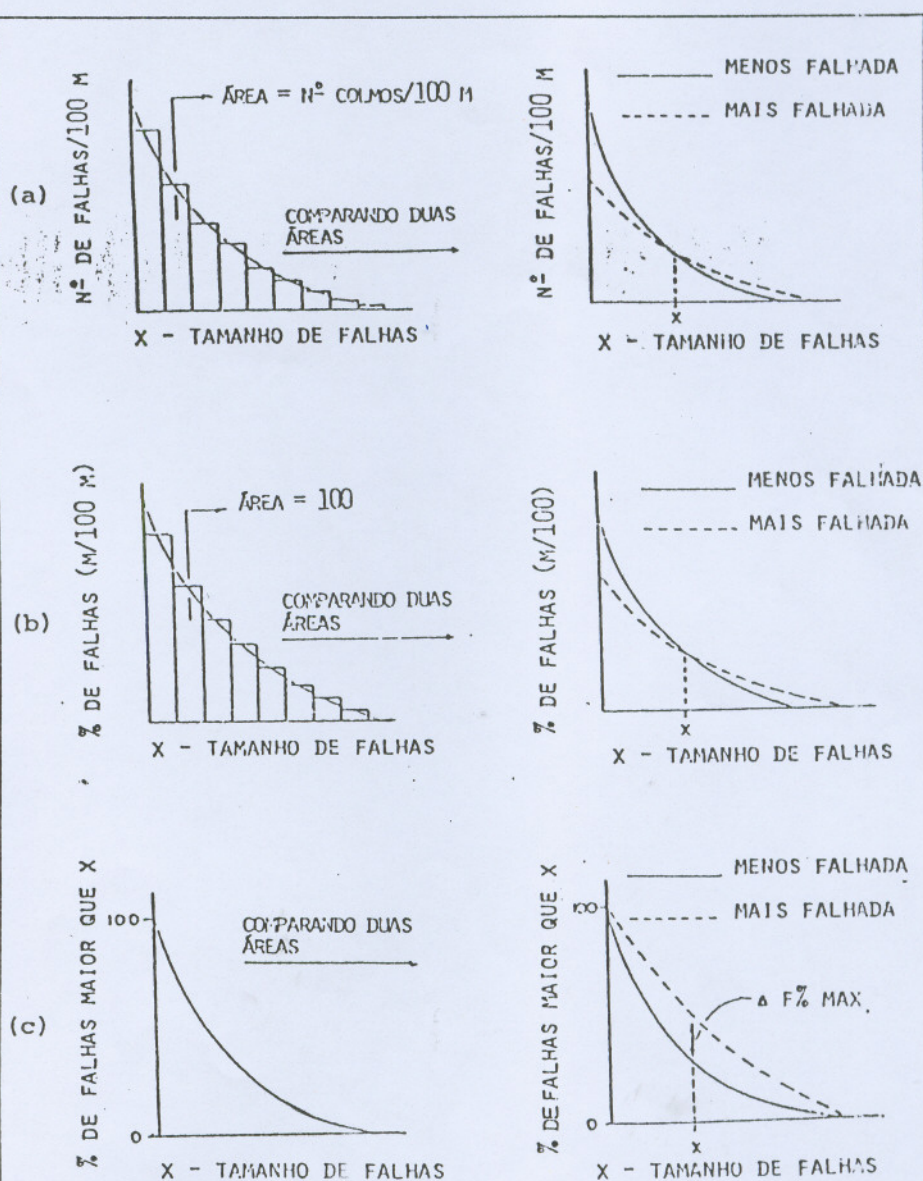 (a)
Nº DE FALHAS/100 M
ÁREA = Nº COLMOS/100 M
COMPARANDO DUAS
ÁREAS
X - TAMANHO DE FALHAS
Nº DE FALHAS/100 M
MENOS FALHADA
MAIS FALHADA
x
X - TAMANHO DE FALHAS
(b)
% DE FALHAS (M/100 M)
ÁREA = 100
COMPARANDO DUAS
ÁREAS
X - TAMANHO DE FALHAS
% DE FALHAS (M/100)
MENOS FALHADA
MAIS FALHADA
x
X - TAMANHO DE FALHAS
(c)
% DE FALHAS MAIOR QUE X
100
0
COMPARANDO DUAS
ÁREAS
X - TAMANHO DE FALHAS
% DE FALHAS MAIOR QUE X
100
0
MENOS FALHADA
MAIS FALHADA
Δ F% MAX
x
X - TAMANHO DE FALHAS